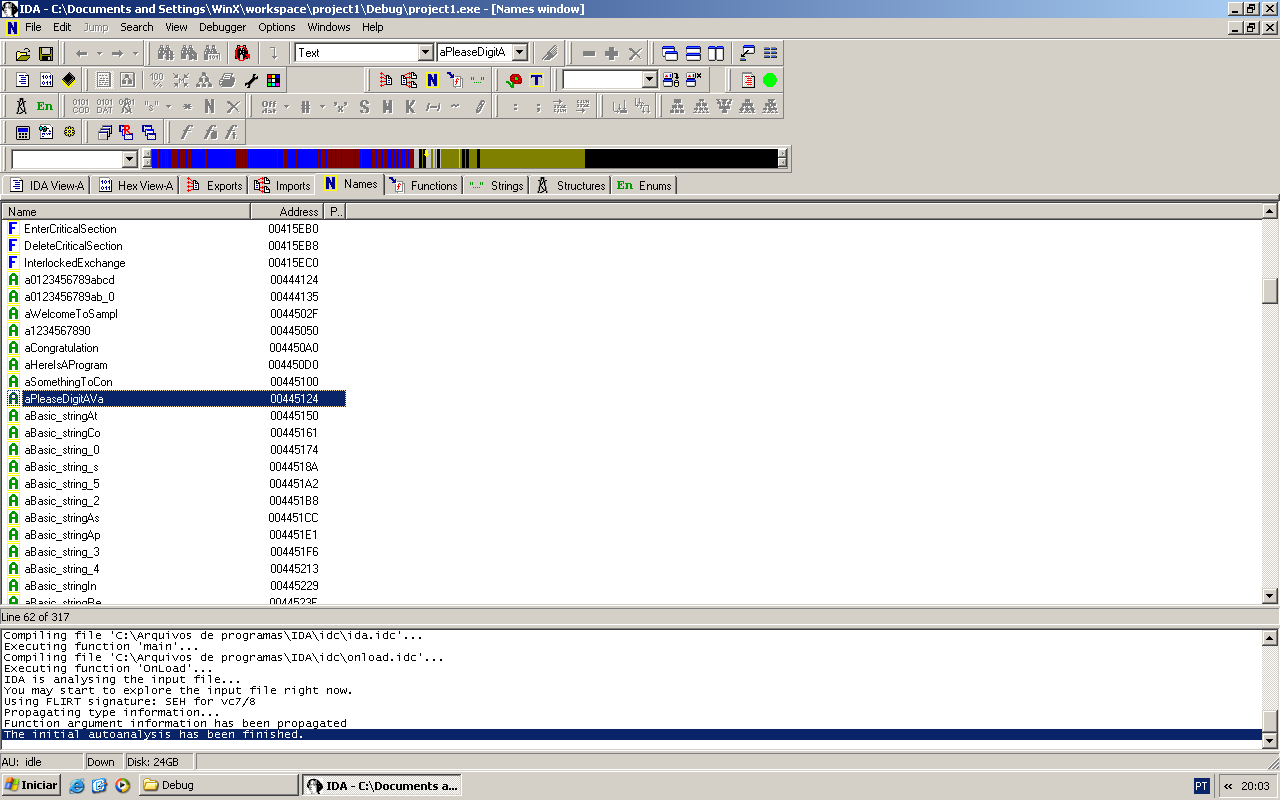 IDA - C:\Documents and Settings\WinX\workspace\project1\Debug\project1.exe - [Names window]
File Edit Jump Search View Debugger Options Windows Help
Text aPleaseDigitA
En
IDA View-A Hex View-A Exports Imports N Names Functions Strings Structures En Enums
Name Address P..
F EnterCriticalSection 00415EB0
F DeleteCriticalSection 00415EB8
F InterlockedExchange 00415EC0
A a0123456789abcd 00444124
A a0123456789ab_0 00444135
A aWelcomeToSampl 0044502F
A a1234567890 00445050
A aCongratulation 004450A0
A aHereIsAProgram 004450D0
A aSomethingToCon 00445100
A aPleaseDigitAVa 00445124
A aBasic_stringAt 00445150
A aBasic_stringCo 00445161
A aBasic_string_0 00445174
A aBasic_string_s 0044518A
A aBasic_string_5 004451A2
A aBasic_string_2 004451B8
A aBasic_stringAs 004451CC
A aBasic_stringAp 004451E1
A aBasic_string_3 004451F6
A aBasic_string_4 00445213
A aBasic_stringIn 00445229
A aBasic_stringRe
Line 62 of 317
Compiling file 'C:\Arquivos de programas\IDA\idc\ida.idc'...
Executing function 'main'...
Compiling file 'C:\Arquivos de programas\IDA\idc\onload.idc'...
Executing function 'OnLoad'...
IDA is analysing the input file...
You may start to explore the input file right now.
Using FLIRT signature: SEH for vc7/8
Propagating type information...
Function argument information has been propagated
The initial autoanalysis has been finished.
AU: idle Down Disk: 24GB
Iniciar Debug IDA - C:\Documents a... PT « 20:03